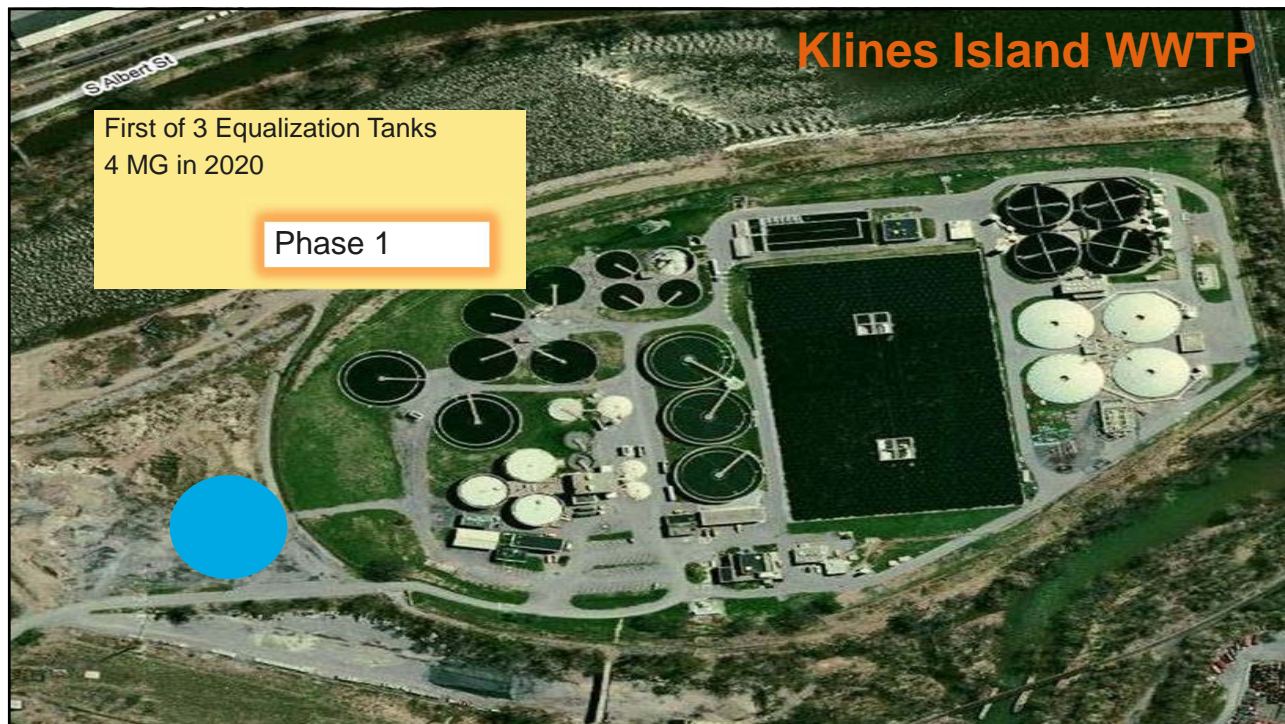 Klines Island WWTP
S Albert St
First of 3 Equalization Tanks
4 MG in 2020
Phase 1